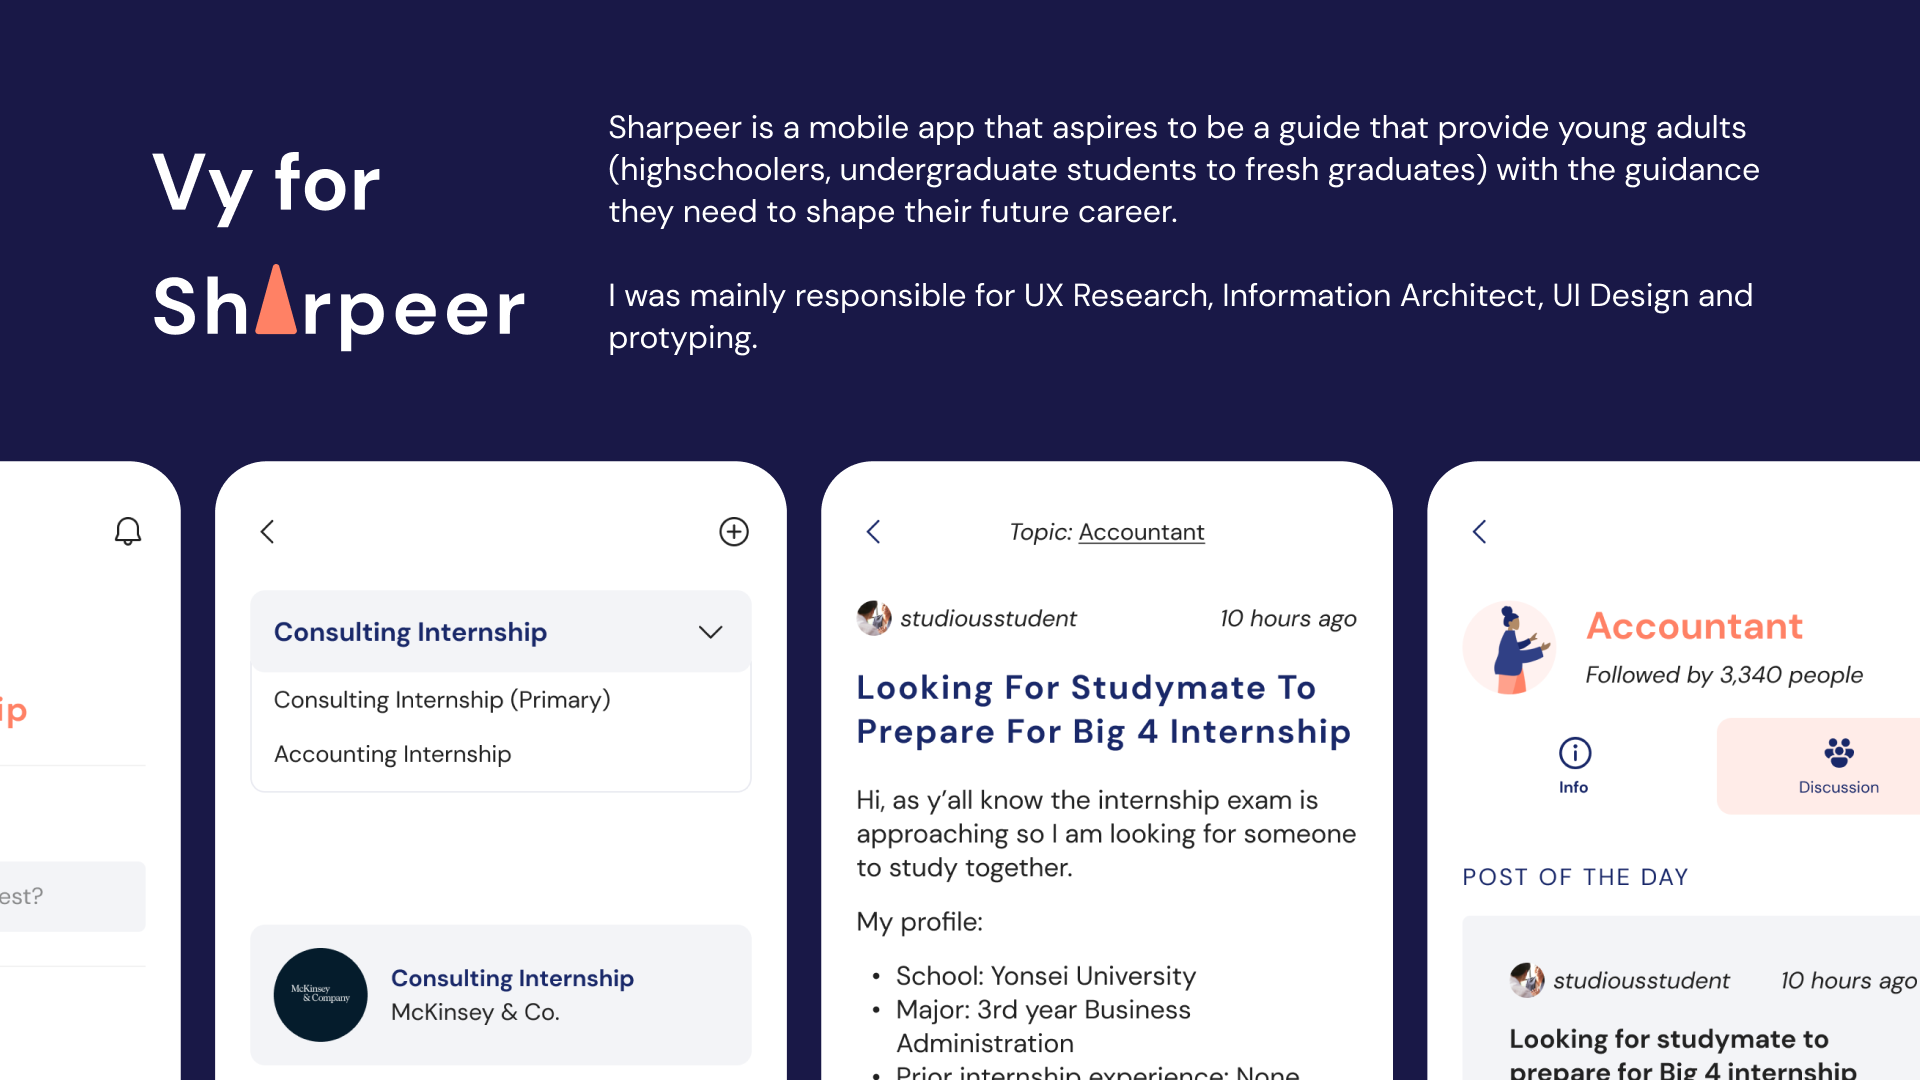 Vy for
Sharpeer
Sharpeer is a mobile app that aspires to be a guide that provide young adults
(highschoolers, undergraduate students to fresh graduates) with the guidance
they need to shape their future career.
I was mainly responsible for UX Research, Information Architect, UI Design and
protyping.
ip
est?
Consulting Internship
Consulting Internship (Primary)
Accounting Internship
McKinsey
& Company
Consulting Internship
McKinsey & Co.
Topic: Accountant
studiousstudent 10 hours ago
Looking For Studymate To
Prepare For Big 4 Internship
Hi, as y’all know the internship exam is
approaching so I am looking for someone
to study together.
My profile:
• School: Yonsei University
• Major: 3rd year Business
Administration
• Prior internship experience: None
Accountant
Followed by 3,340 people
Info
Discussion
POST OF THE DAY
studiousstudent 10 hours ago
Looking for studymate to
prepare for Big 4 internship